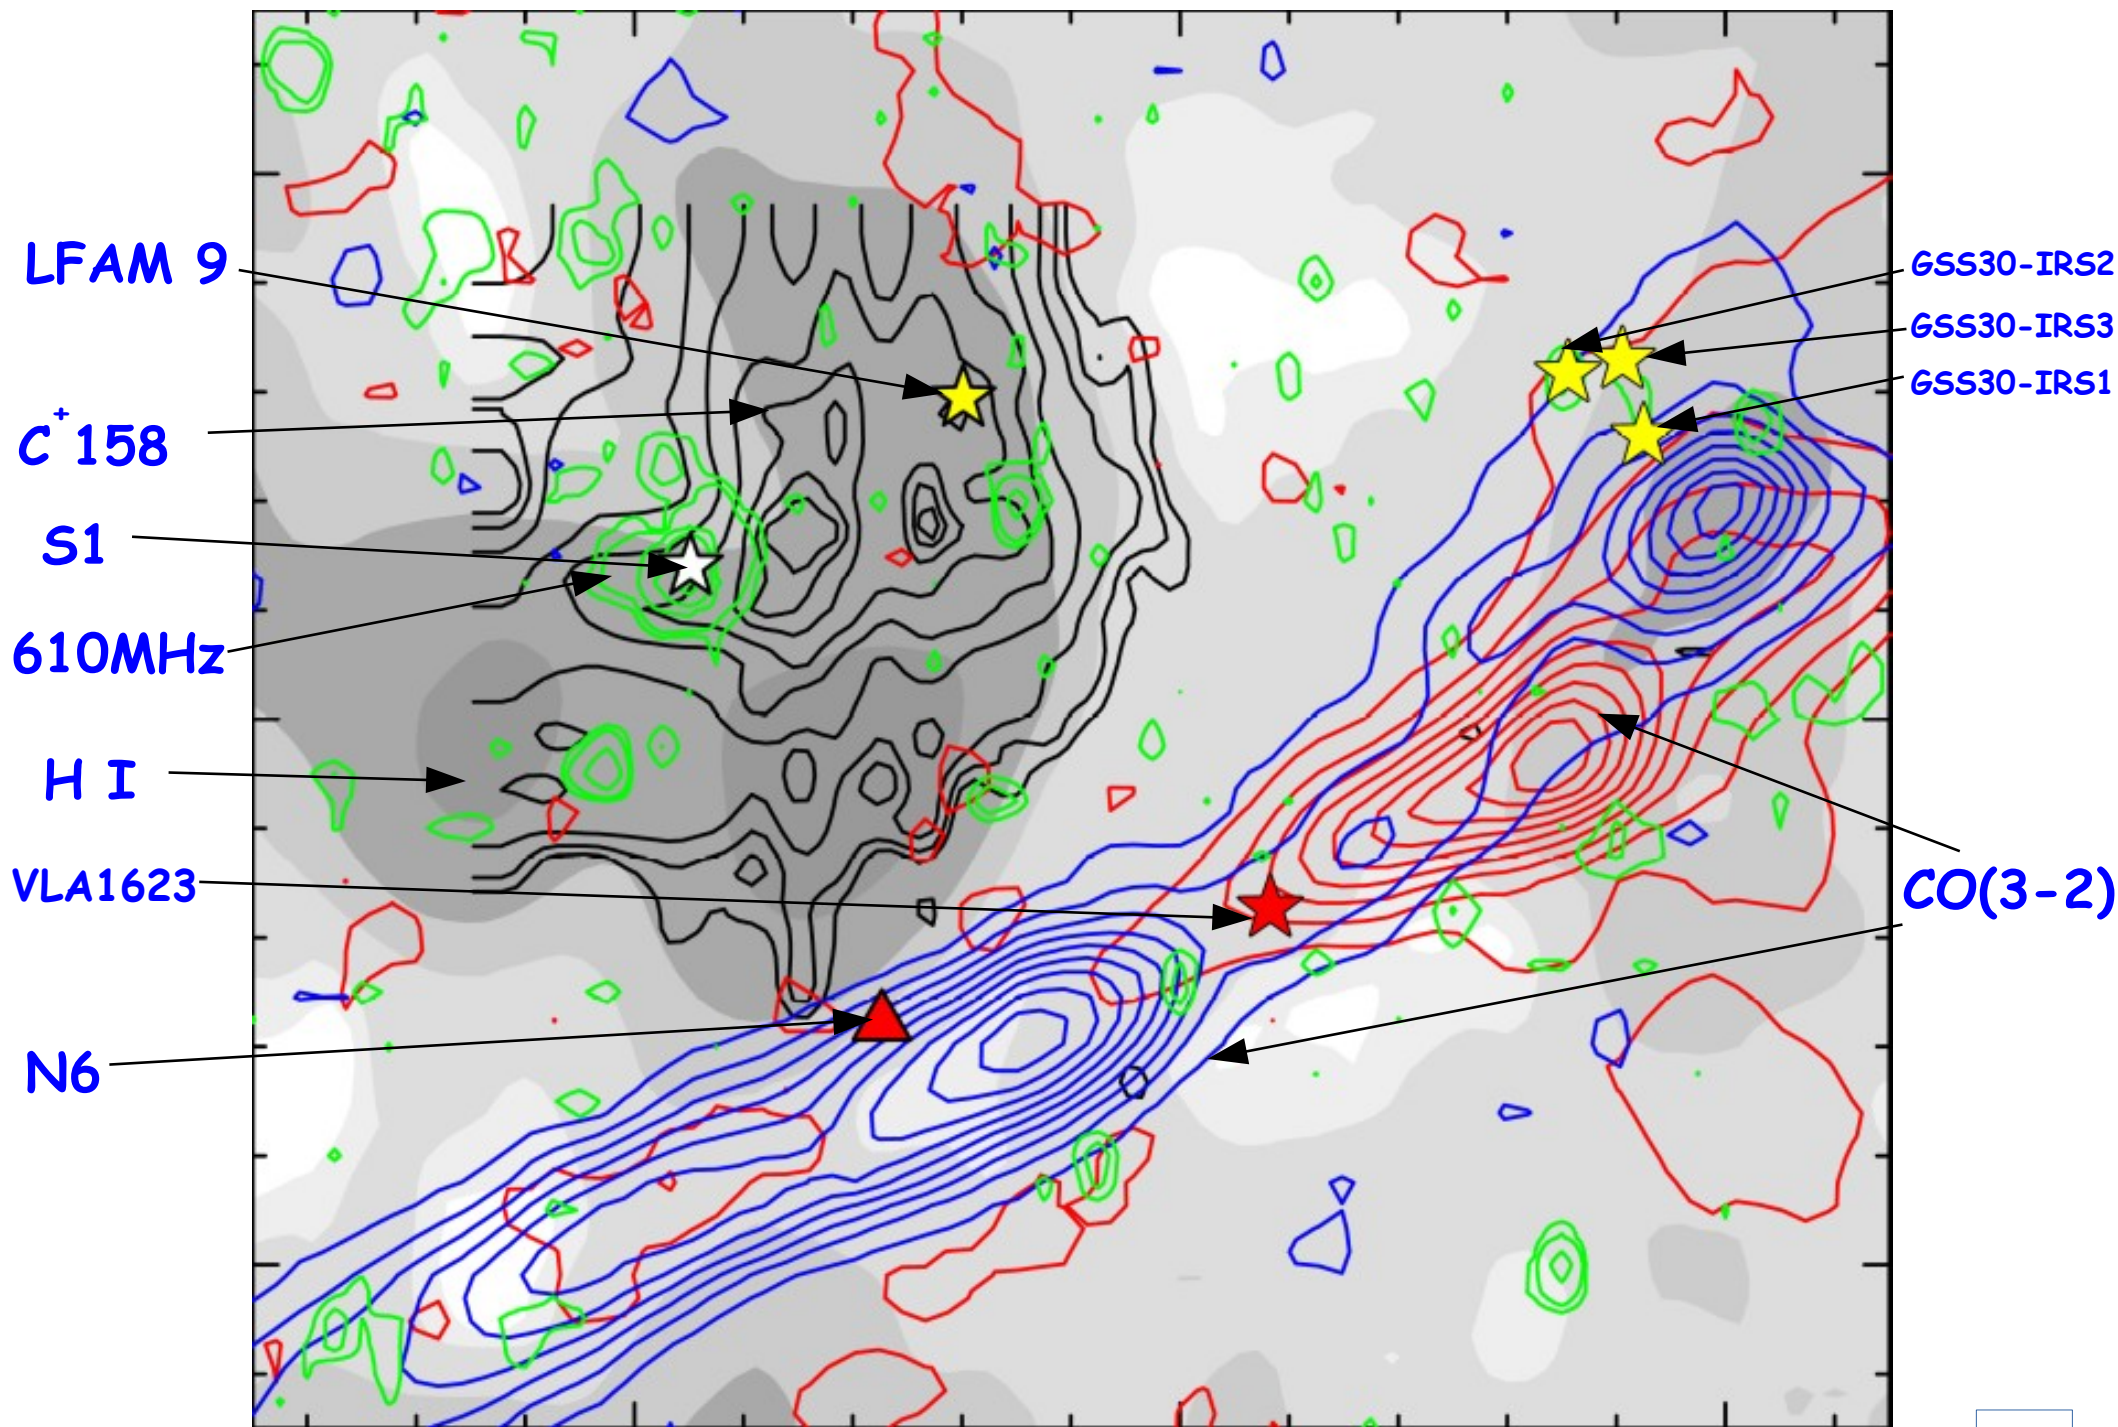 LFAM 9
C+158
S1
610MHz
H I
VLA1623
N6
GSS30-IRS2
GSS30-IRS3
GSS30-IRS1
CO(3-2)